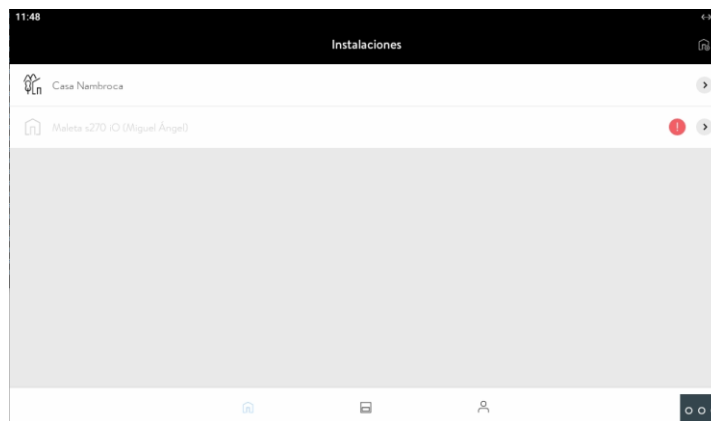 11:48
Instalaciones
Casa Nambroca
Maleta s270 iO (Miguel Ángel)